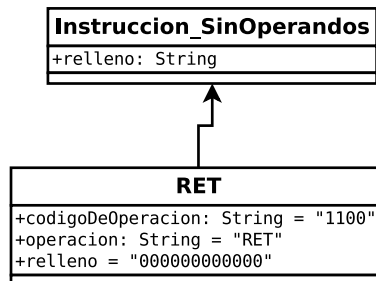 Instruccion_SinOperandos
+relleno: String
RET
+codigoDeOperacion: String = "1100"
+operacion: String = "RET"
+relleno = "000000000000"